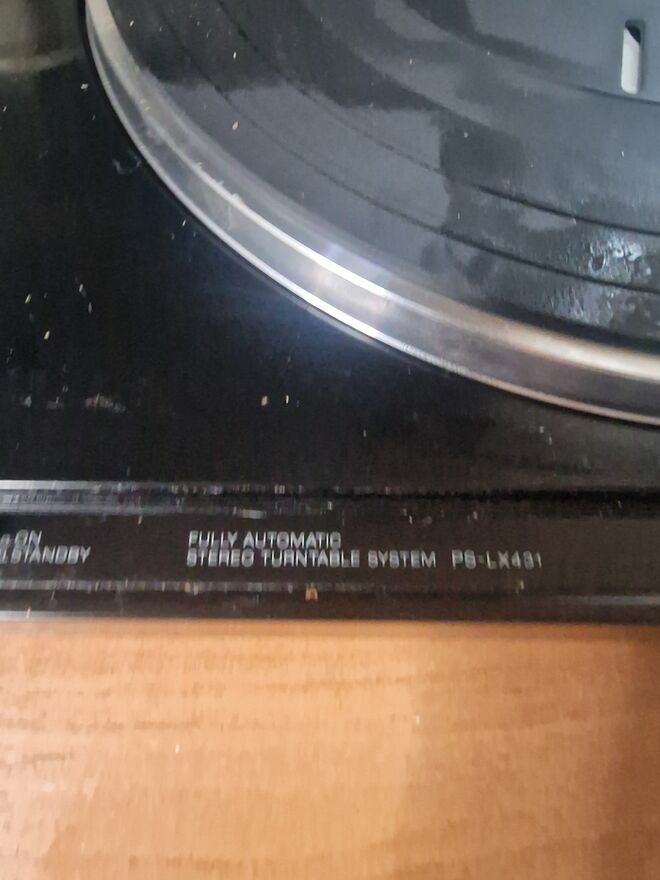 ON
STANDBY
FULLY AUTOMATIC
STEREO TURNTABLE SYSTEM PS-LX431